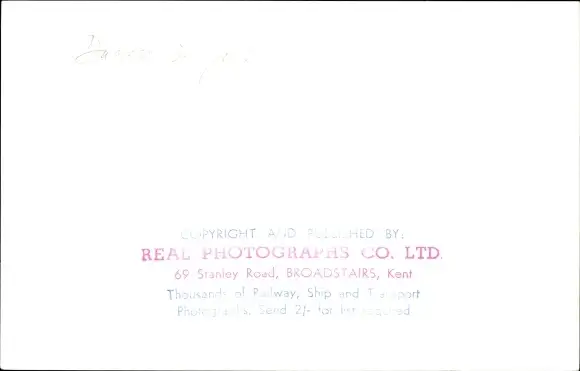 COPYRIGHT AND PUBLISHED BY:
REAL PHOTOGRAPHS CO. LTD.
69 Stanley Road, BROADSTAIRS, Kent
Thousands of Railway, Ship and Transport
Photographs. Send 2/- for list required.